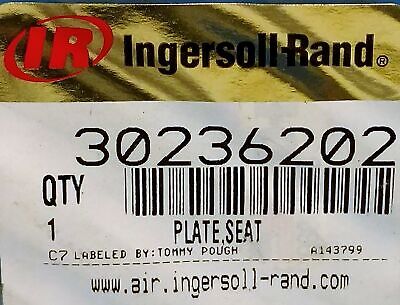 IR Ingersoll-Rand®
30236202
QTY
1 PLATE,SEAT
C7 LABELED BY:TOMMY POUGH A143799
www.air.ingersoll-rand.com